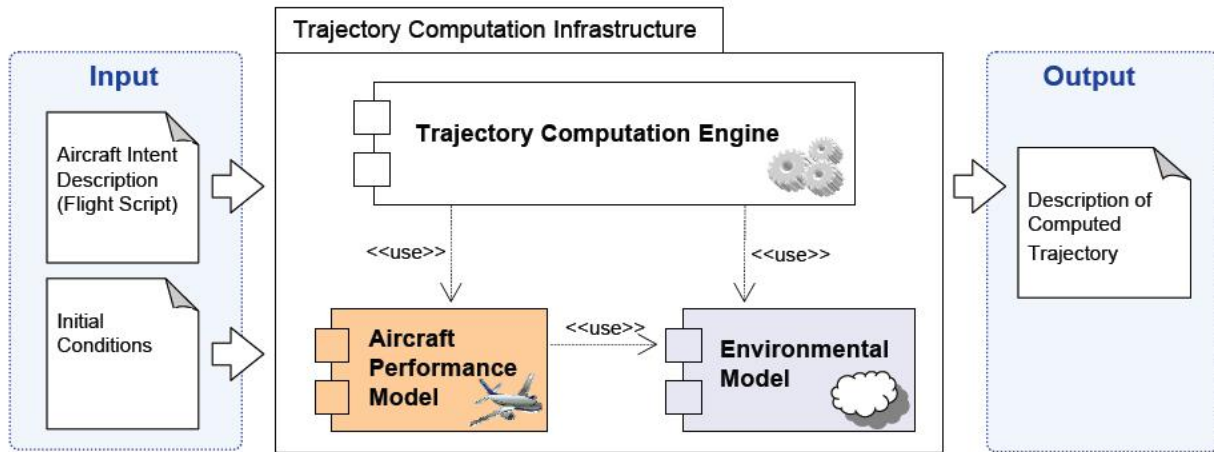 Trajectory Computation Infrastructure
Input
Aircraft Intent
Description
(Flight Script)
Initial
Conditions
Trajectory Computation Engine
<<use>>
<<use>>
Aircraft
Performance
Model
<<use>>
Environmental
Model
Output
Description of
Computed
Trajectory